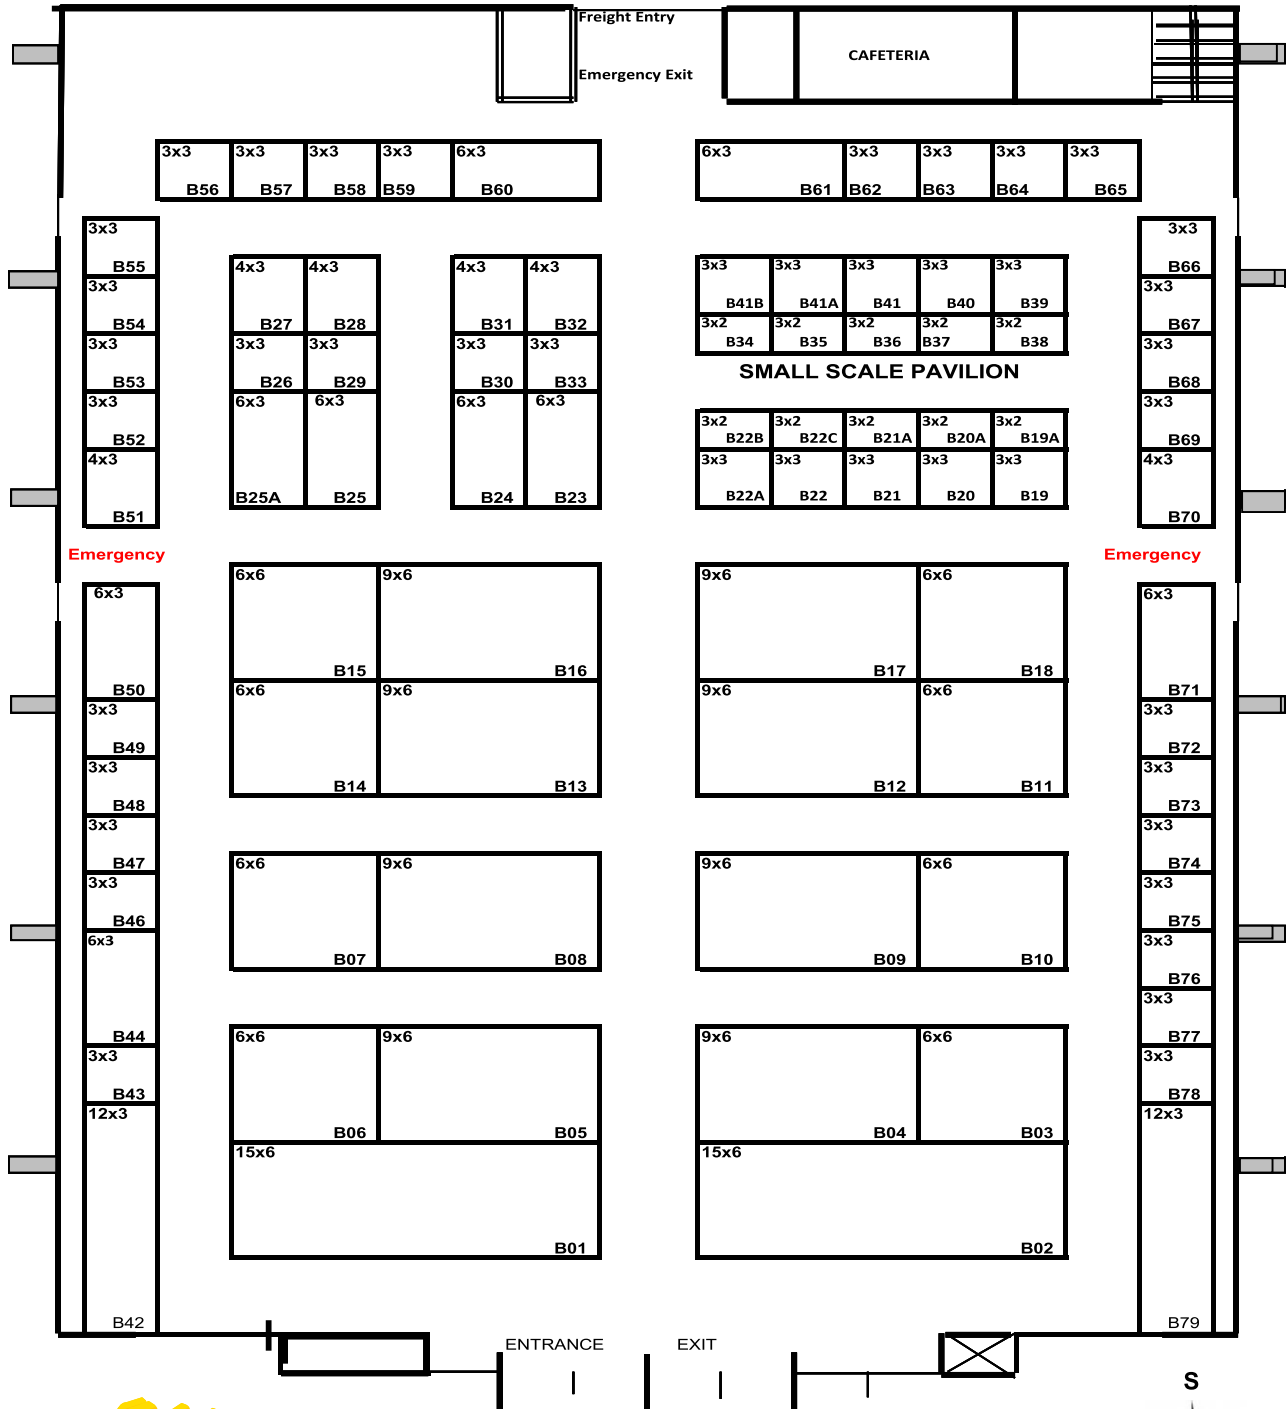 Freight Entry
CAFETERIA
Emergency Exit
3x3 3x3 3x3 3x3 6x3
B56 B57 B58 B59 B60
6x3 3x3 3x3 3x3 3x3
B61 B62 B63 B64 B65
3x3
B55
3x3
B54
3x3
B53
3x3
B52
4x3
B51
4x3 4x3
B27 B28
3x3 3x3
B26 B29
6x3 6x3
B25A B25
4x3 4x3
B31 B32
3x3 3x3
B30 B33
6x3 6x3
B24 B23
3x3 3x3 3x3 3x3 3x3
B41B B41A B41 B40 B39
3x2 3x2 3x2 3x2 3x2
B34 B35 B36 B37 B38
SMALL SCALE PAVILION
3x2 3x2 3x2 3x2 3x2
B22B B22C B21A B20A B19A
3x3 3x3 3x3 3x3 3x3
B22A B22 B21 B20 B19
3x3
B66
3x3
B67
3x3
B68
3x3
B69
4x3
B70
Emergency
Emergency
6x3
B50
3x3
B49
3x3
B48
3x3
B47
3x3
B46
6x3
B44
3x3
B43
12x3
B42
6x6 9x6
B15 B16
6x6 9x6
B14 B13
9x6 6x6
B17 B18
9x6 6x6
B12 B11
6x6 9x6
B07 B08
9x6 6x6
B09 B10
6x6 9x6
B06 B05
15x6
B01
9x6 6x6
B04 B03
15x6
B02
6x3
B71
3x3
B72
3x3
B73
3x3
B74
3x3
B75
3x3
B76
3x3
B77
3x3
B78
12x3
B79
ENTRANCE EXIT
S